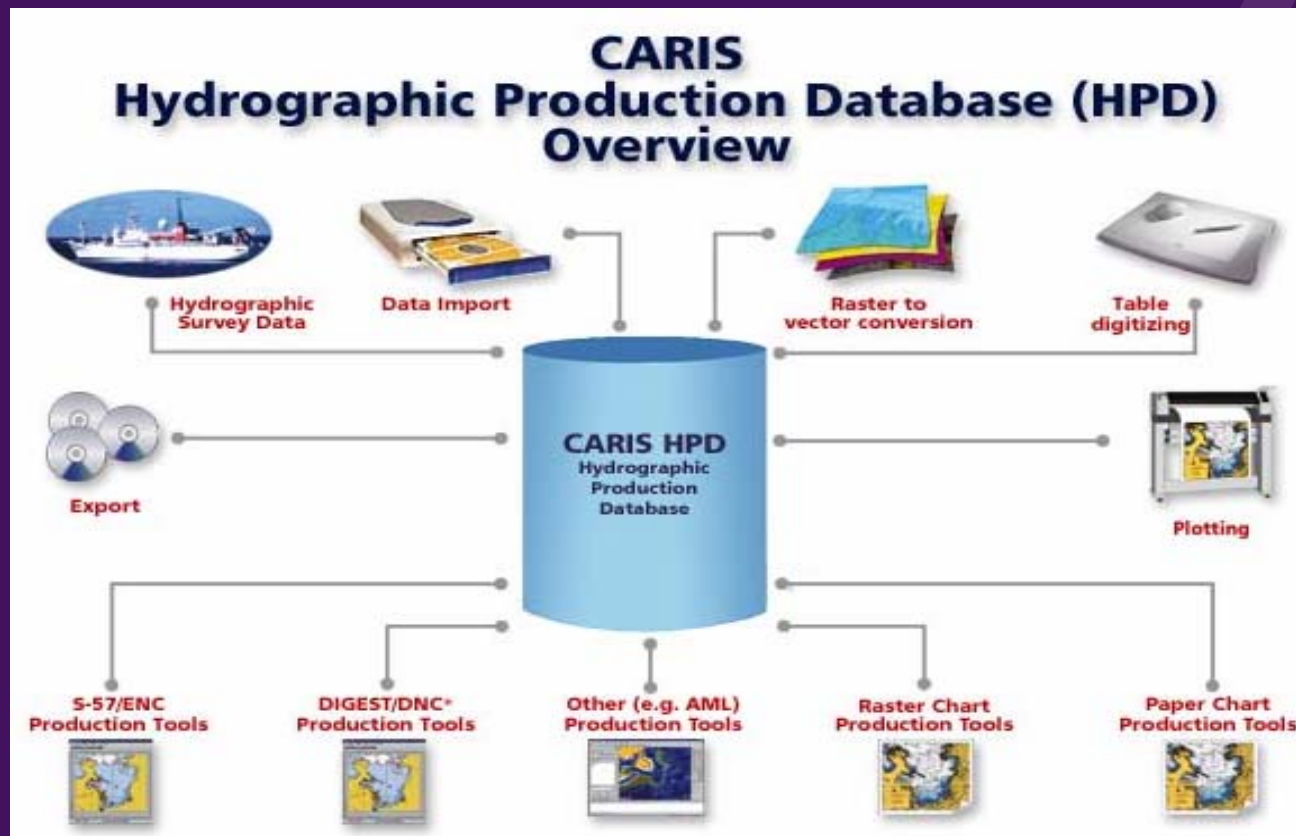 CARIS
Hydrographic Production Database (HPD)
Overview
Hydrographic
Survey Data
Data Import
Raster to
vector conversion
Table
digitizing
CARIS HPD
Hydrographic
Production
Database
Export
Plotting
S-57/ENC
Production Tools
DIGEST/DNC*
Production Tools
Other (e.g. AML)
Production Tools
Raster Chart
Production Tools
Paper Chart
Production Tools